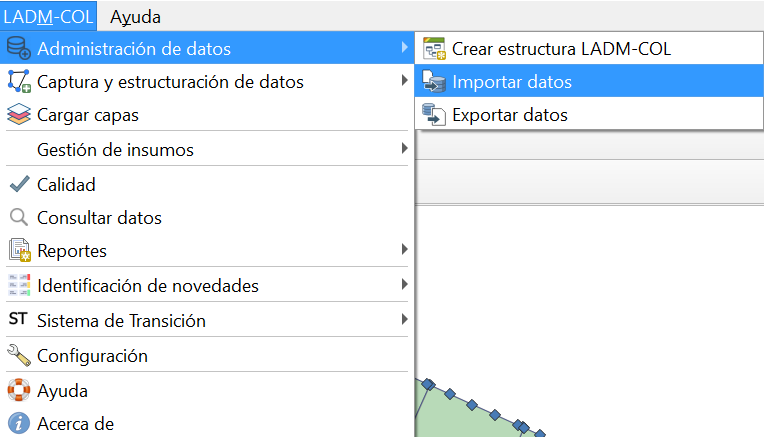 LADM-COL Ayuda
Administración de datos
Crear estructura LADM-COL
Captura y estructuración de datos
Importar datos
Cargar capas
Exportar datos
Gestión de insumos
Calidad
Consultar datos
Reportes
Identificación de novedades
ST Sistema de Transición
Configuración
Ayuda
Acerca de